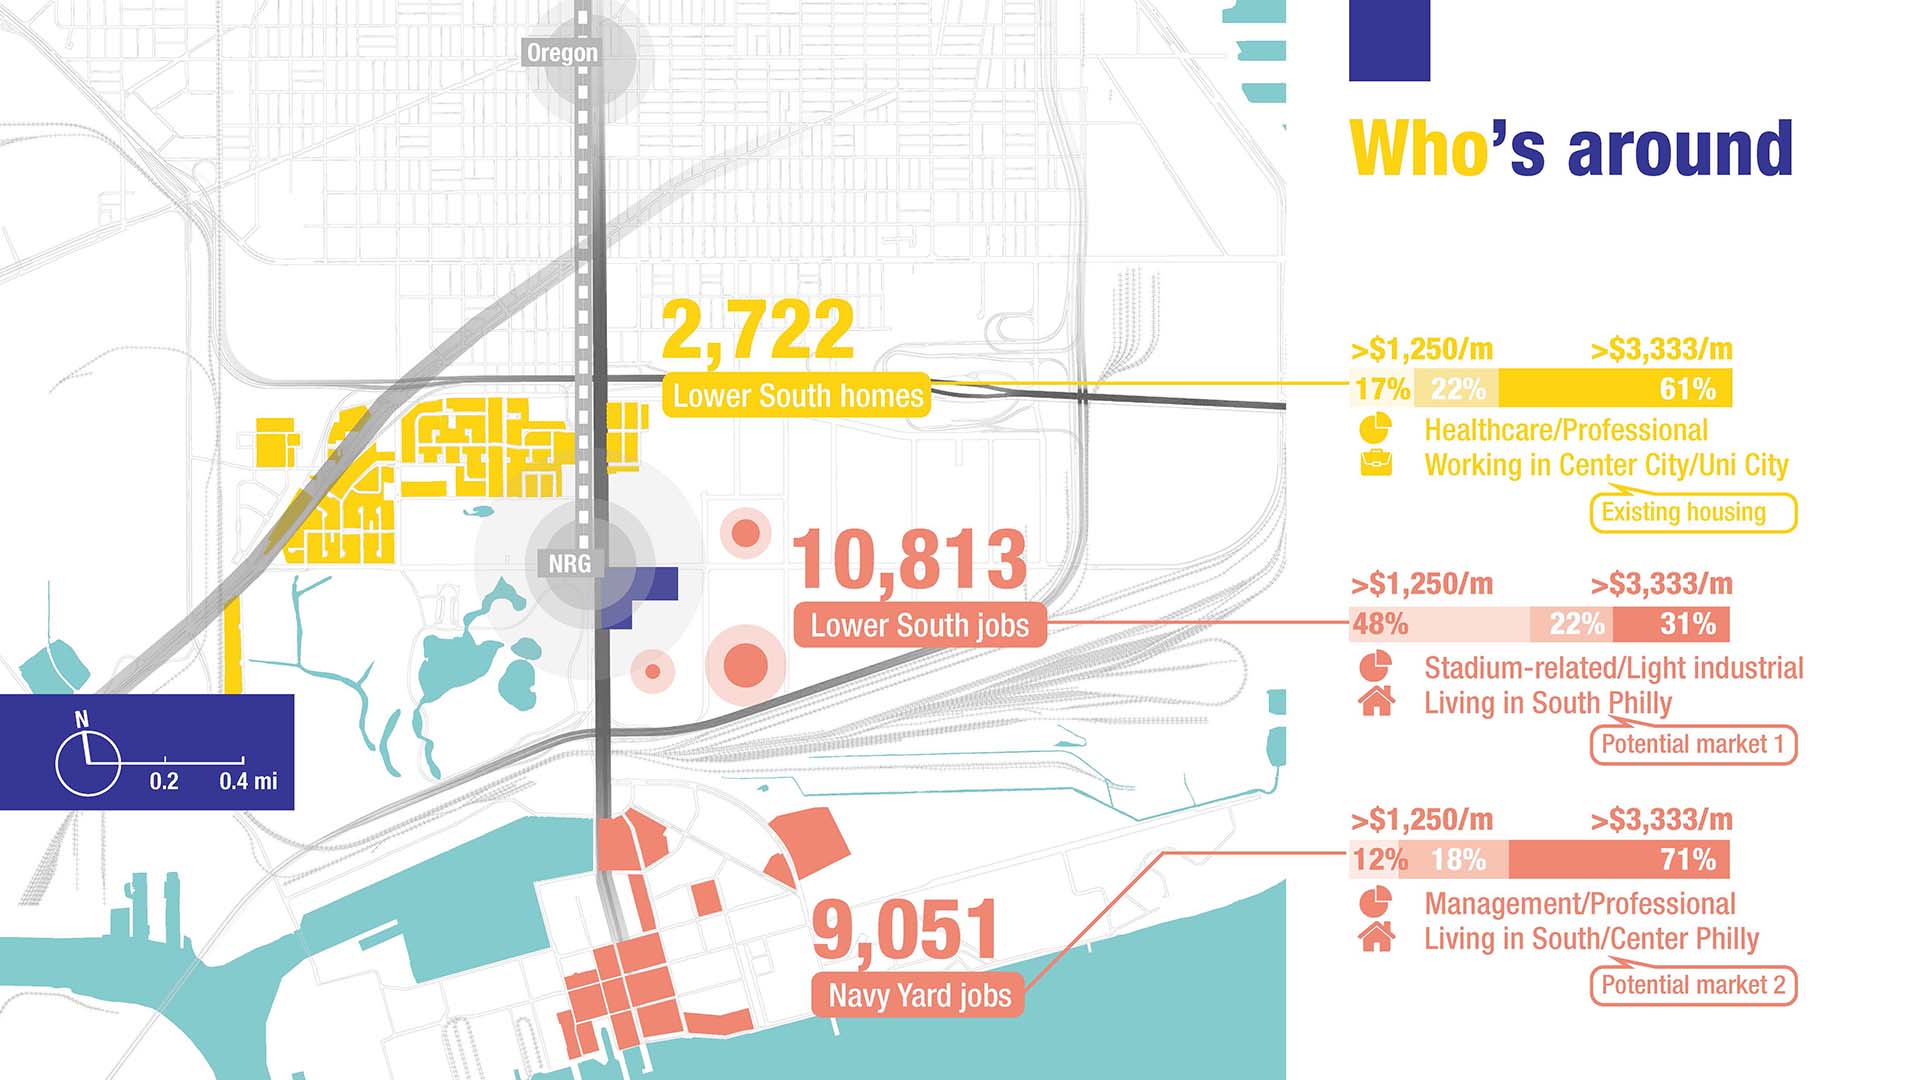 Oregon
2,722
Lower South homes
NRG
10,813
Lower South jobs
N
0.2
0.4 mi
9,051
Navy Yard jobs
Who's around
>$1,250/m >$3,333/m
17% 22% 61%
Healthcare/Professional
Working in Center City/Uni City
Existing housing
>$1,250/m >$3,333/m
48% 22% 31%
Stadium-related/Light industrial
Living in South Philly
Potential market 1
>$1,250/m >$3,333/m
12% 18% 71%
Management/Professional
Living in South/Center Philly
Potential market 2